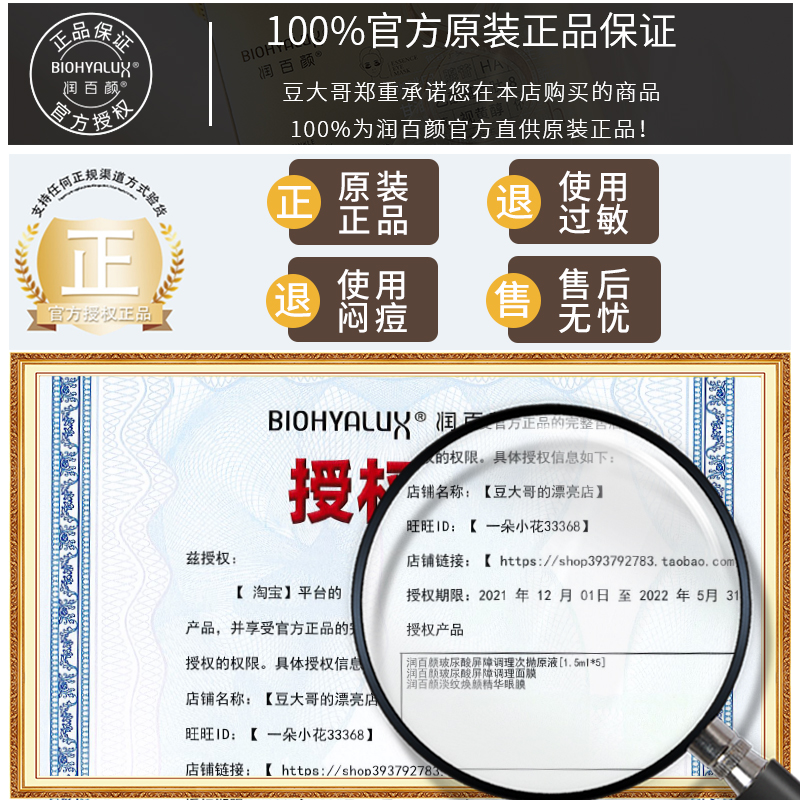 正品保证
BIOHYALUX®
润百颜®
官方授权
100%官方原装正品保证
豆大哥郑重承诺您在本店购买的商品
100%为润百颜官方直供原装正品！
支持任何正规渠道方式验货
正
官方授权正品
正 原装
正品
退 使用
过敏
退 使用
闷痘
售 售后
无忧
BIOHYALUX® 润百
授权
兹授权：
【 淘宝】平台的
产品，并享受官方正品的完
授权的权限。具体授权信息
店铺名称：【豆大哥的漂亮店
旺旺ID：【 一朵小花33368】
店铺链接：【 https://shop393792783.
官方正品的完整售
的权限。具体授权信息如下：
店铺名称：【豆大哥的漂亮店】
旺旺ID：【 一朵小花33368】
店铺链接：【 https://shop393792783.taobao.com
授权期限：2021 年 12 月 01日 至 2022 年 5月 31
授权产品
润百颜玻尿酸屏障调理次抛原液[1.5ml*5]
润百颜玻尿酸屏障调理面膜
润百颜淡纹焕颜精华眼膜